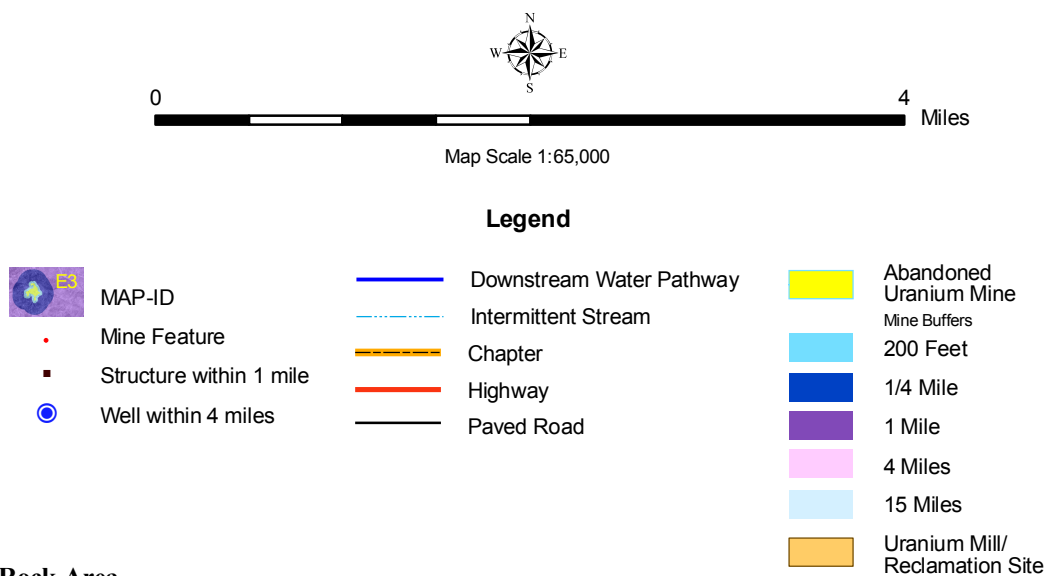 N
W E
S
0 4
Miles
Map Scale 1:65,000
Legend
E3
MAP-ID
Mine Feature
Structure within 1 mile
Well within 4 miles
Downstream Water Pathway
Intermittent Stream
Chapter
Highway
Paved Road
Abandoned
Uranium Mine
Mine Buffers
200 Feet
1/4 Mile
1 Mile
4 Miles
15 Miles
Uranium Mill/
Reclamation Site
Rock Area